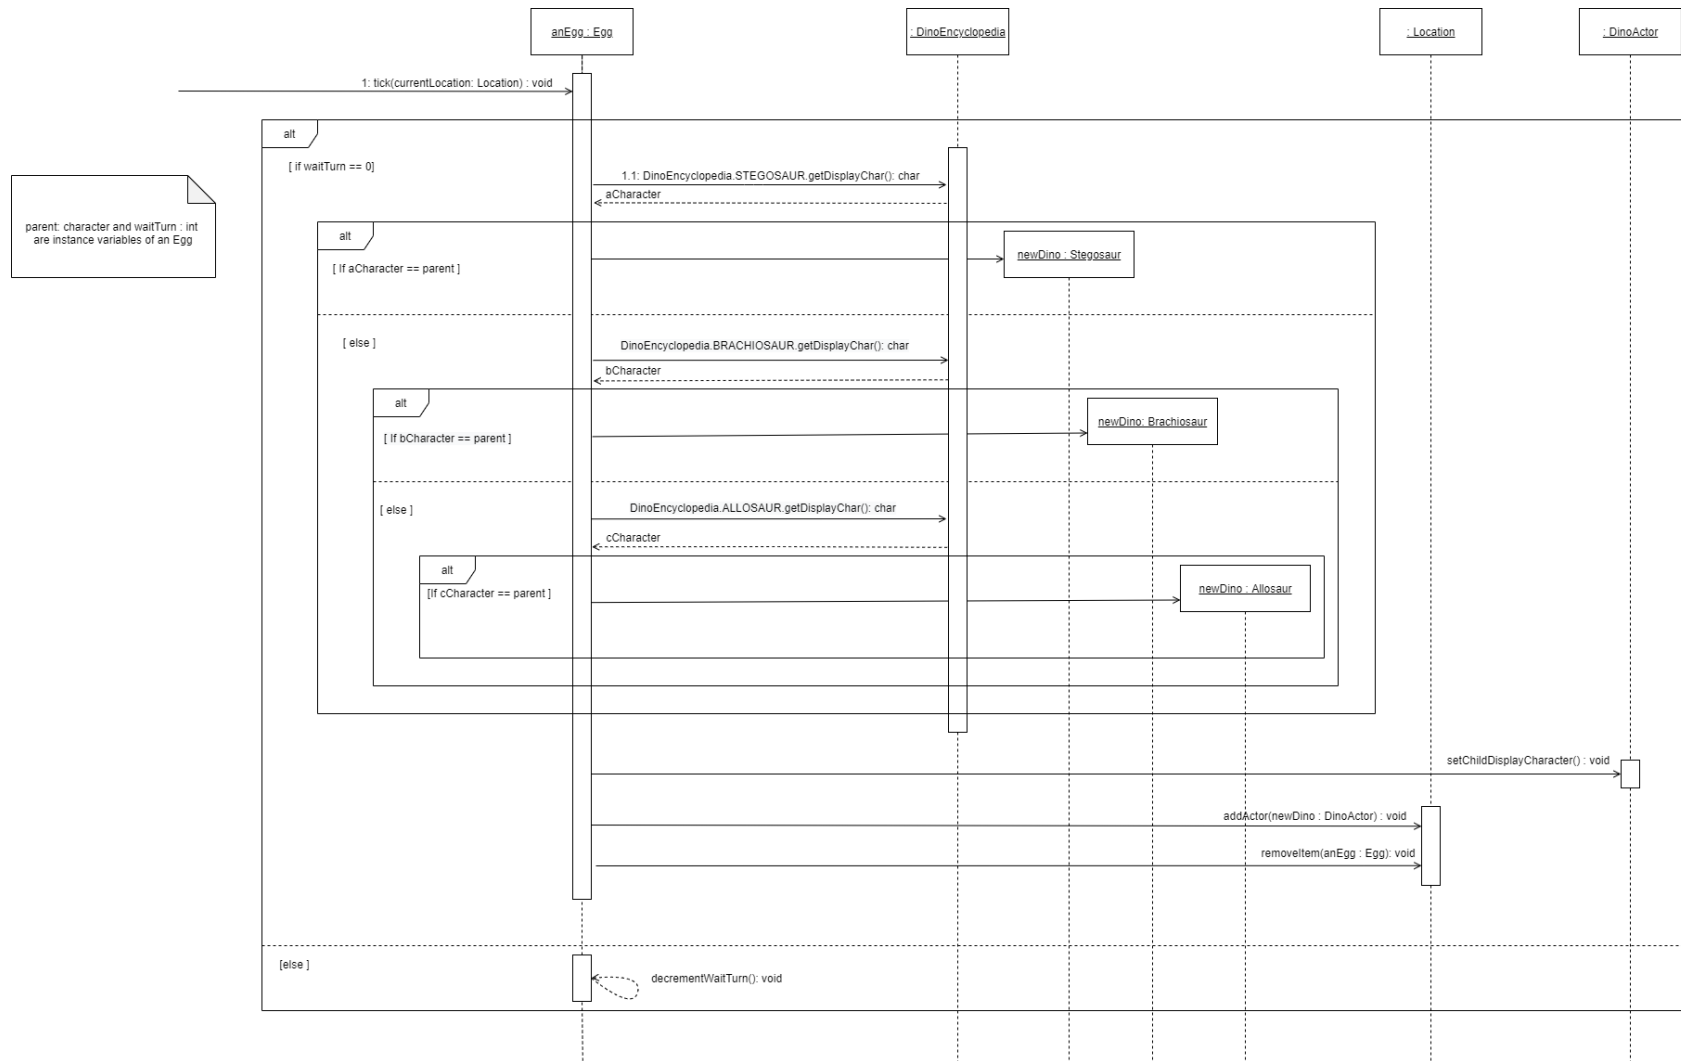 anEgg : Egg
: DinoEncyclopedia
: Location
: DinoActor
1: tick(currentLocation: Location) : void
alt
[ if waitTurn == 0]
1.1: DinoEncyclopedia.STEGOSAUR.getDisplayChar(): char
aCharacter
parent: character and waitTurn : int
are instance variables of an Egg
alt
[ If aCharacter == parent ]
newDino : Stegosaur
[ else ]
DinoEncyclopedia.BRACHIOSAUR.getDisplayChar(): char
bCharacter
alt
[ If bCharacter == parent ]
newDino: Brachiosaur
[ else ]
DinoEncyclopedia.ALLOSAUR.getDisplayChar(): char
cCharacter
alt
[If cCharacter == parent ]
newDino : Allosaur
setChildDisplayCharacter() : void
addActor(newDino : DinoActor) : void
removeItem(anEgg : Egg): void
[else ]
decrementWaitTurn(): void